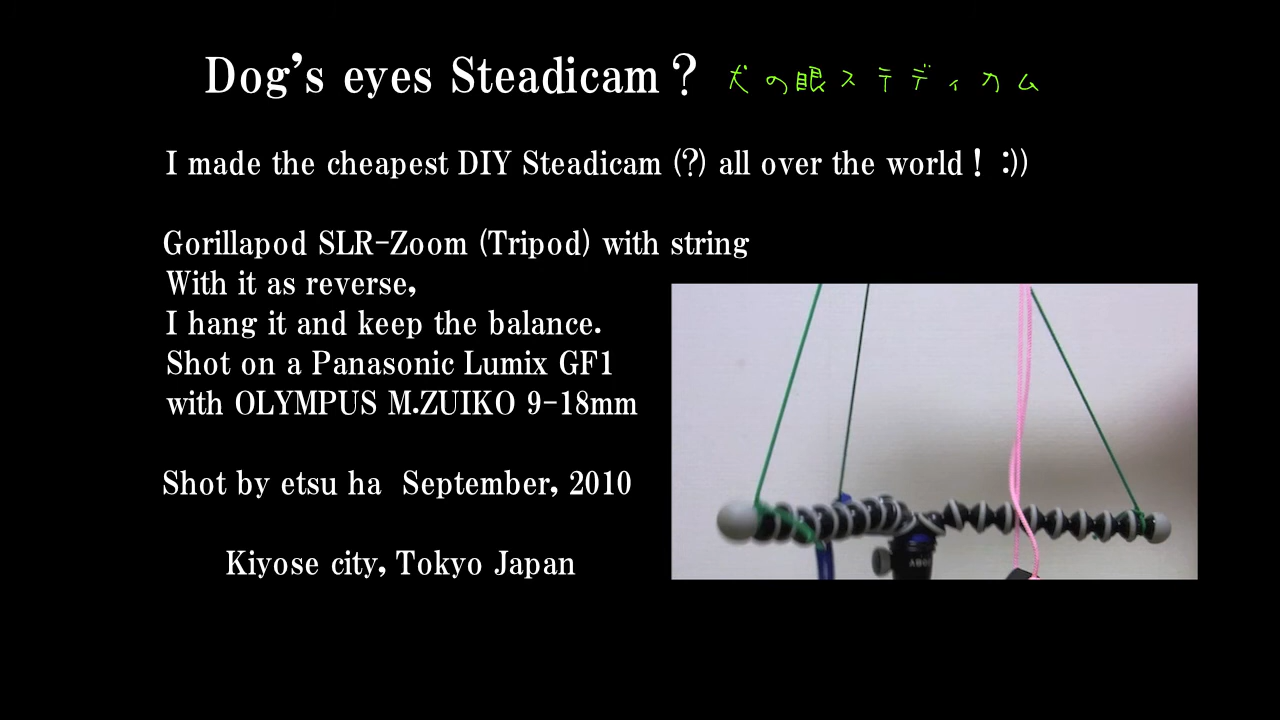 Dog's eyes Steadicam? 犬の眼ステディカム
I made the cheapest DIY Steadicam (?) all over the world! :))
Gorillapod SLR-Zoom (Tripod) with string
With it as reverse,
I hang it and keep the balance.
Shot on a Panasonic Lumix GF1
with OLYMPUS M.ZUIKO 9-18mm
Shot by etsu ha September, 2010
Kiyose city, Tokyo Japan